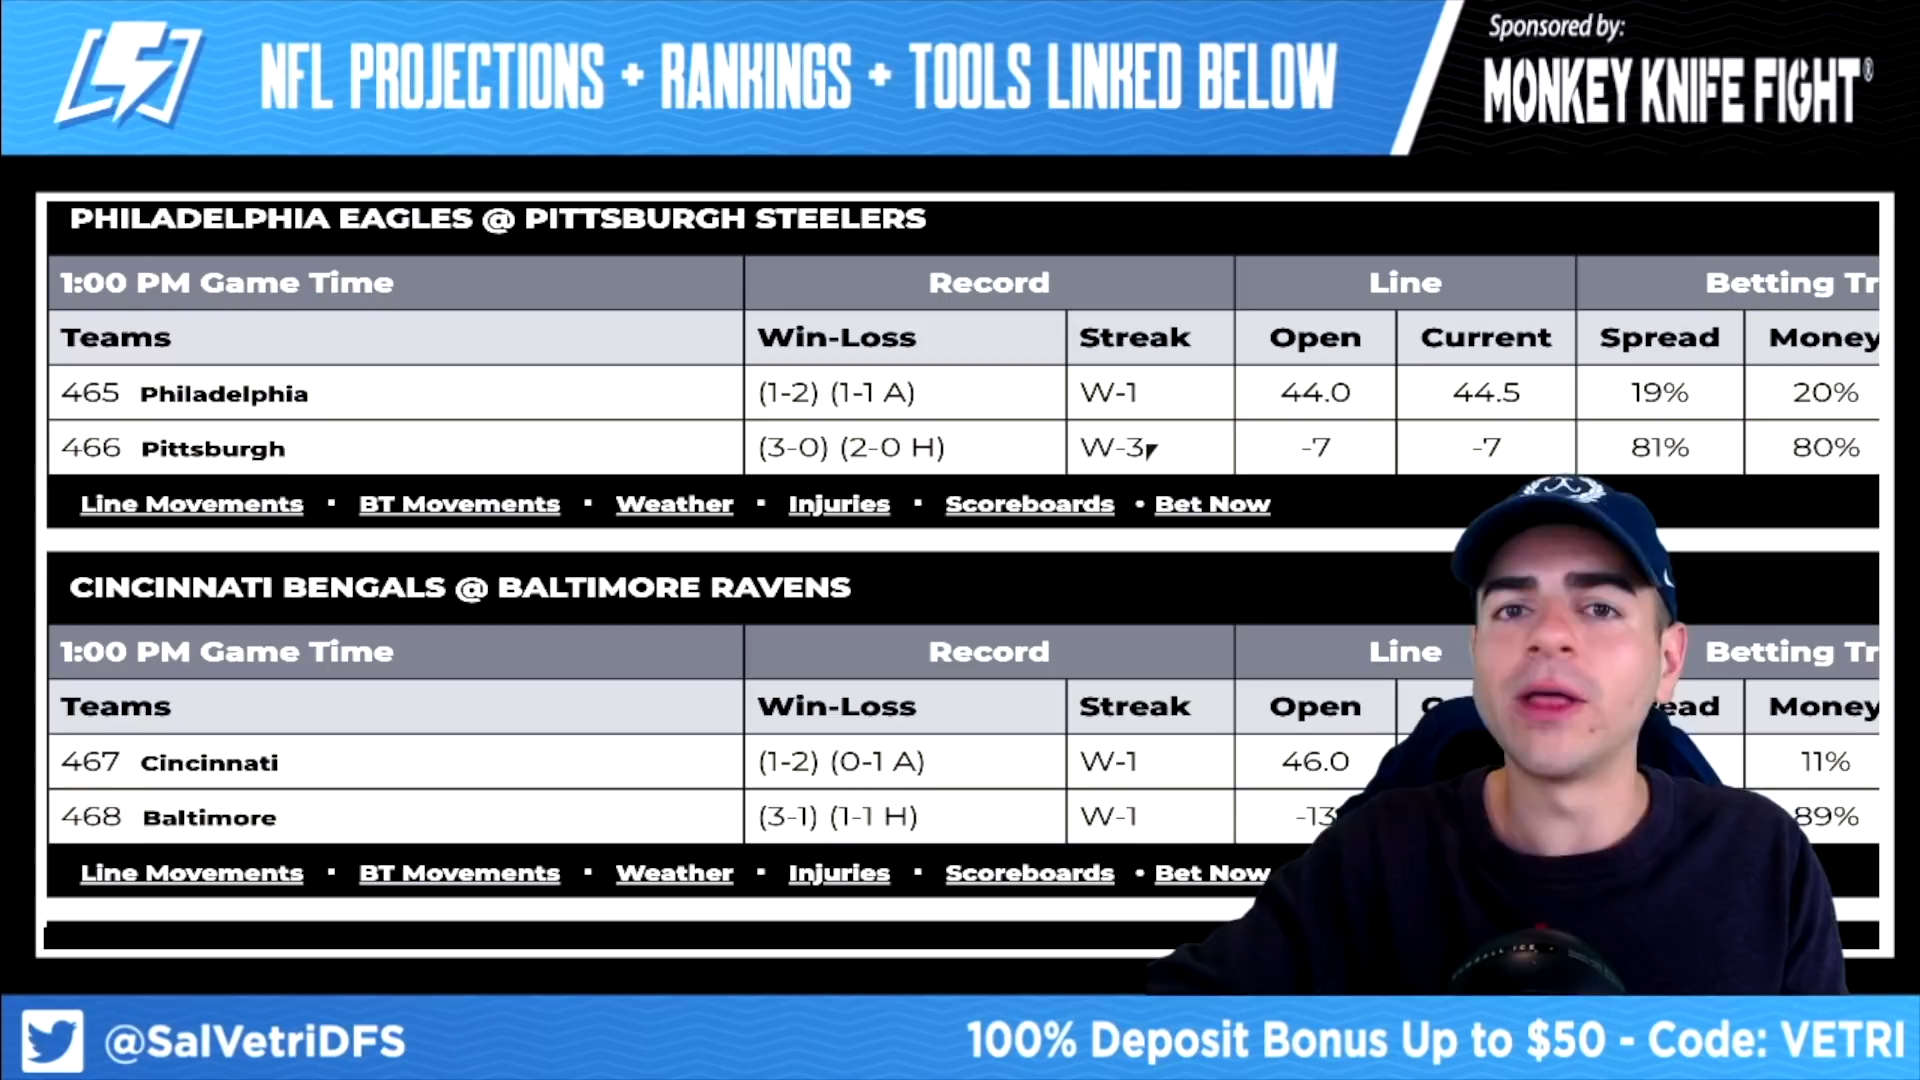 NFL PROJECTIONS + RANKINGS + TOOLS LINKED BELOW
Sponsored by:
MONKEY KNIFE FIGHT®
PHILADELPHIA EAGLES @ PITTSBURGH STEELERS
1:00 PM Game Time Record Line Betting Tr
Teams Win-Loss Streak Open Current Spread Money
465 Philadelphia (1-2) (1-1 A) W-1 44.0 44.5 19% 20%
466 Pittsburgh (3-0) (2-0 H) W-3 -7 -7 81% 80%
Line Movements · BT Movements · Weather · Injuries · Scoreboards • Bet Now
CINCINNATI BENGALS @ BALTIMORE RAVENS
1:00 PM Game Time Record Line Betting Tr
Teams Win-Loss Streak Open Money
467 Cincinnati (1-2) (0-1 A) W-1 46.0 11%
468 Baltimore (3-1) (1-1 H) W-1 -13 89%
Line Movements · BT Movements · Weather · Injuries · Scoreboards • Bet Now
@SalVetriDFS
100% Deposit Bonus Up to $50 - Code: VETRI